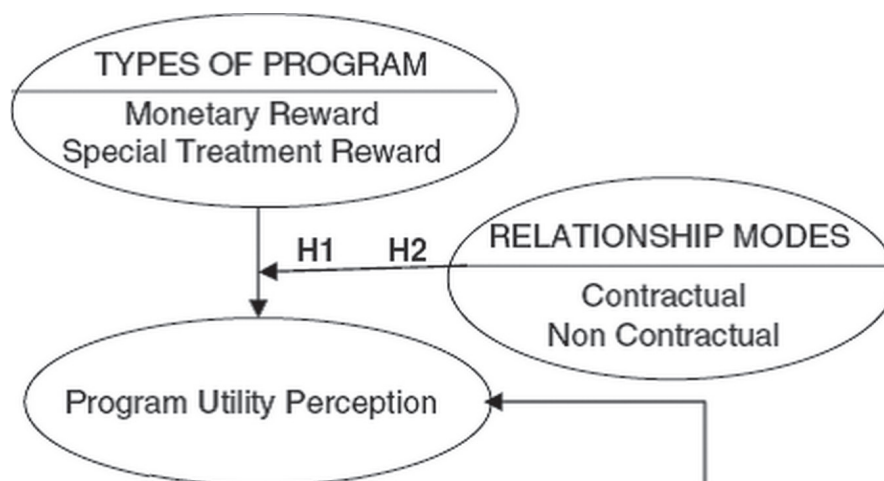 TYPES OF PROGRAM
Monetary Reward
Special Treatment Reward
H1 H2
RELATIONSHIP MODES
Contractual
Non Contractual
Program Utility Perception